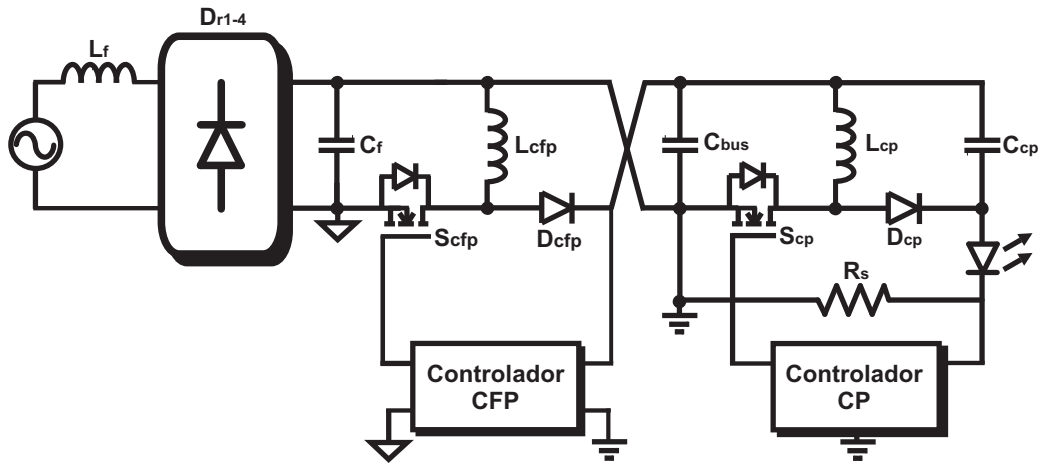 Dr1-4
Lf
Cf
Lcfp
Scfp
Dcfp
Cbus
Lcp
Ccp
Scp
Dcp
Rs
Controlador
CFP
Controlador
CP